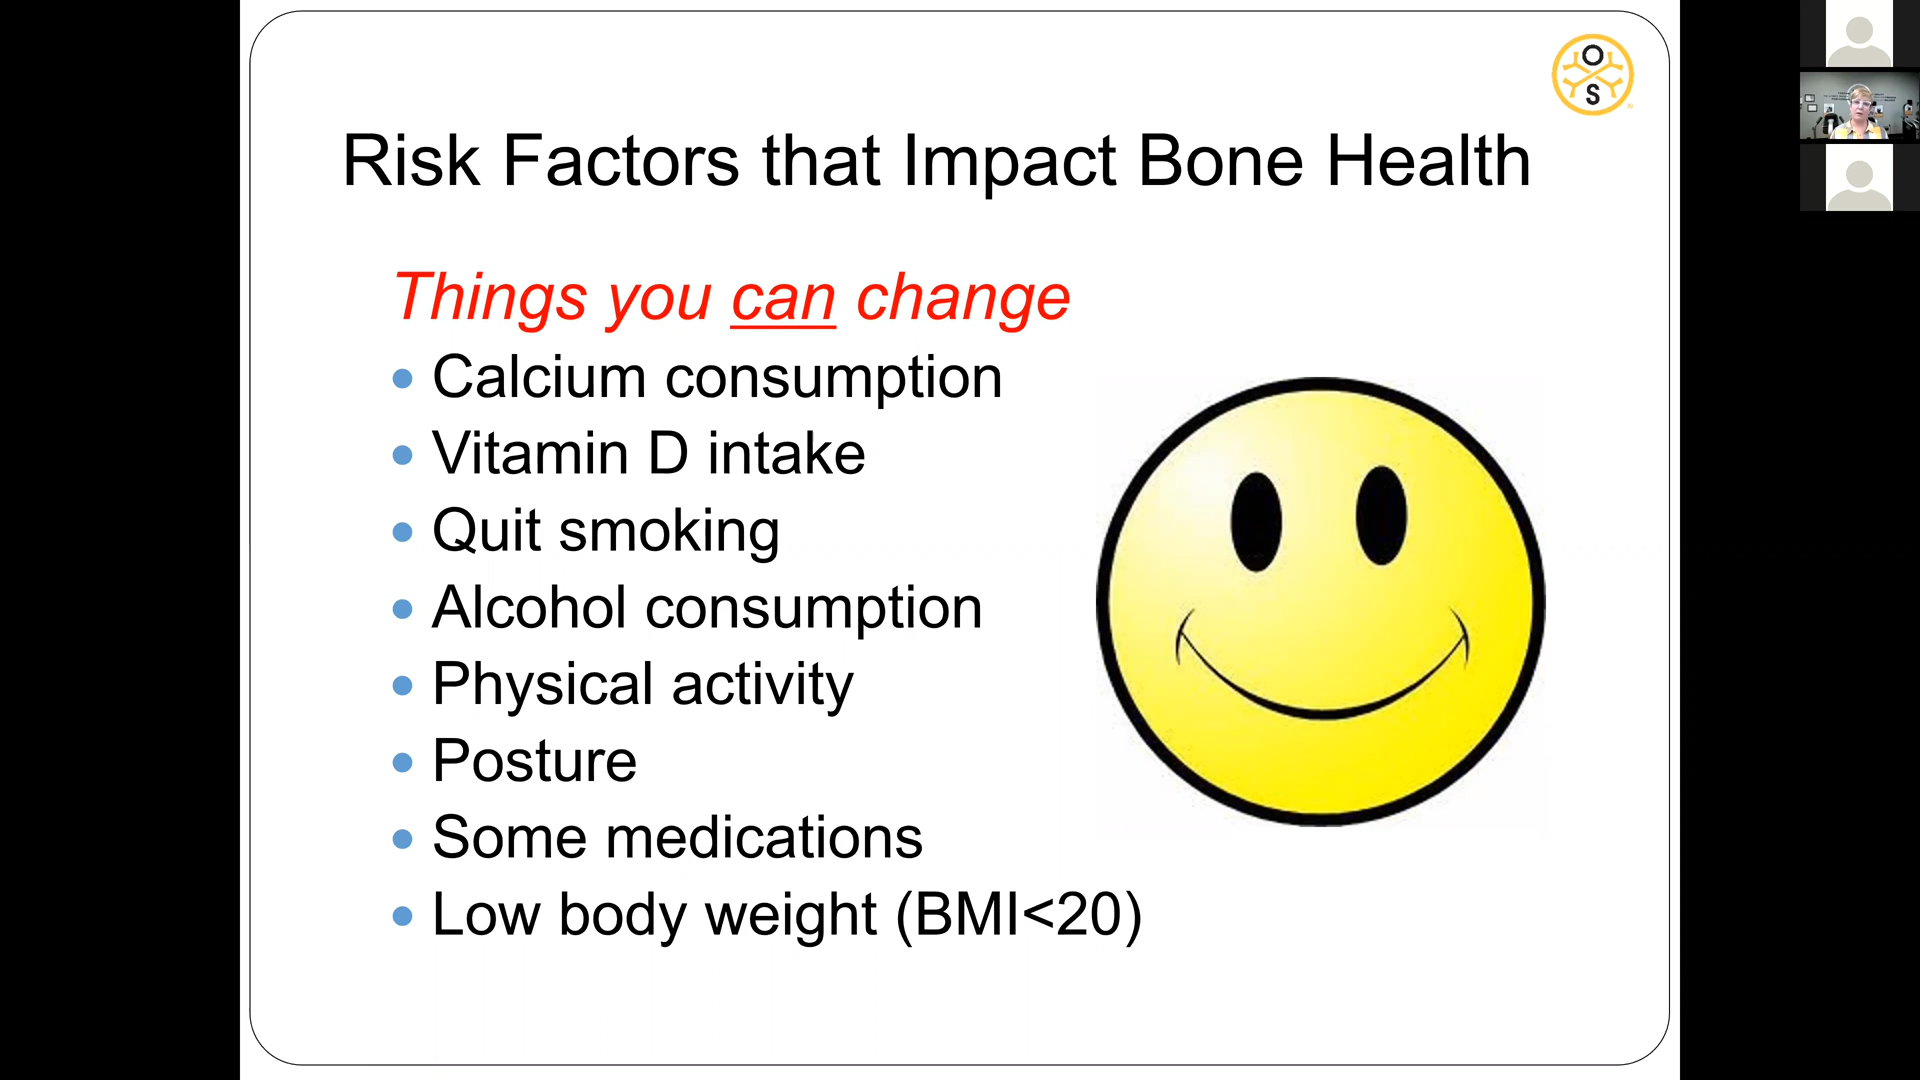 O
S
Risk Factors that Impact Bone Health
Things you can change
• Calcium consumption
• Vitamin D intake
• Quit smoking
• Alcohol consumption
• Physical activity
• Posture
• Some medications
• Low body weight (BMI<20)